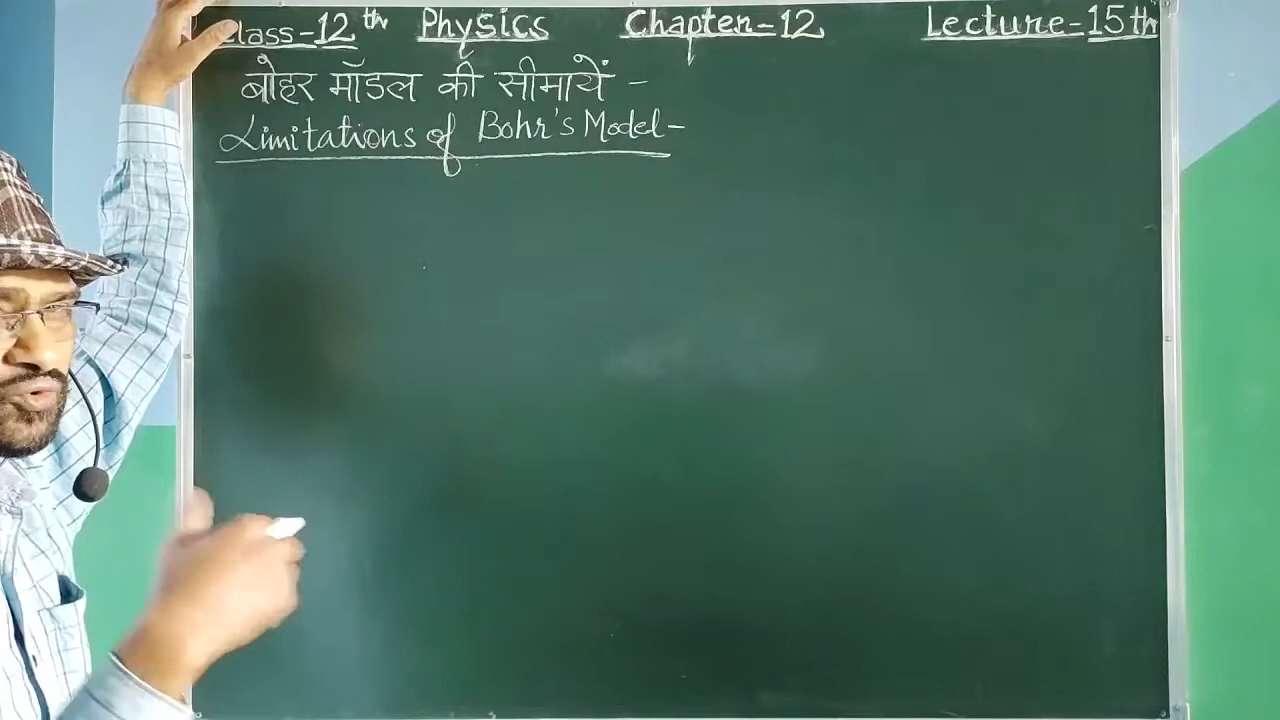 Class-12th Physics Chapter-12 Lecture-15th
बोहर मॉडल की सीमायें -
Limitations of Bohr's Model-